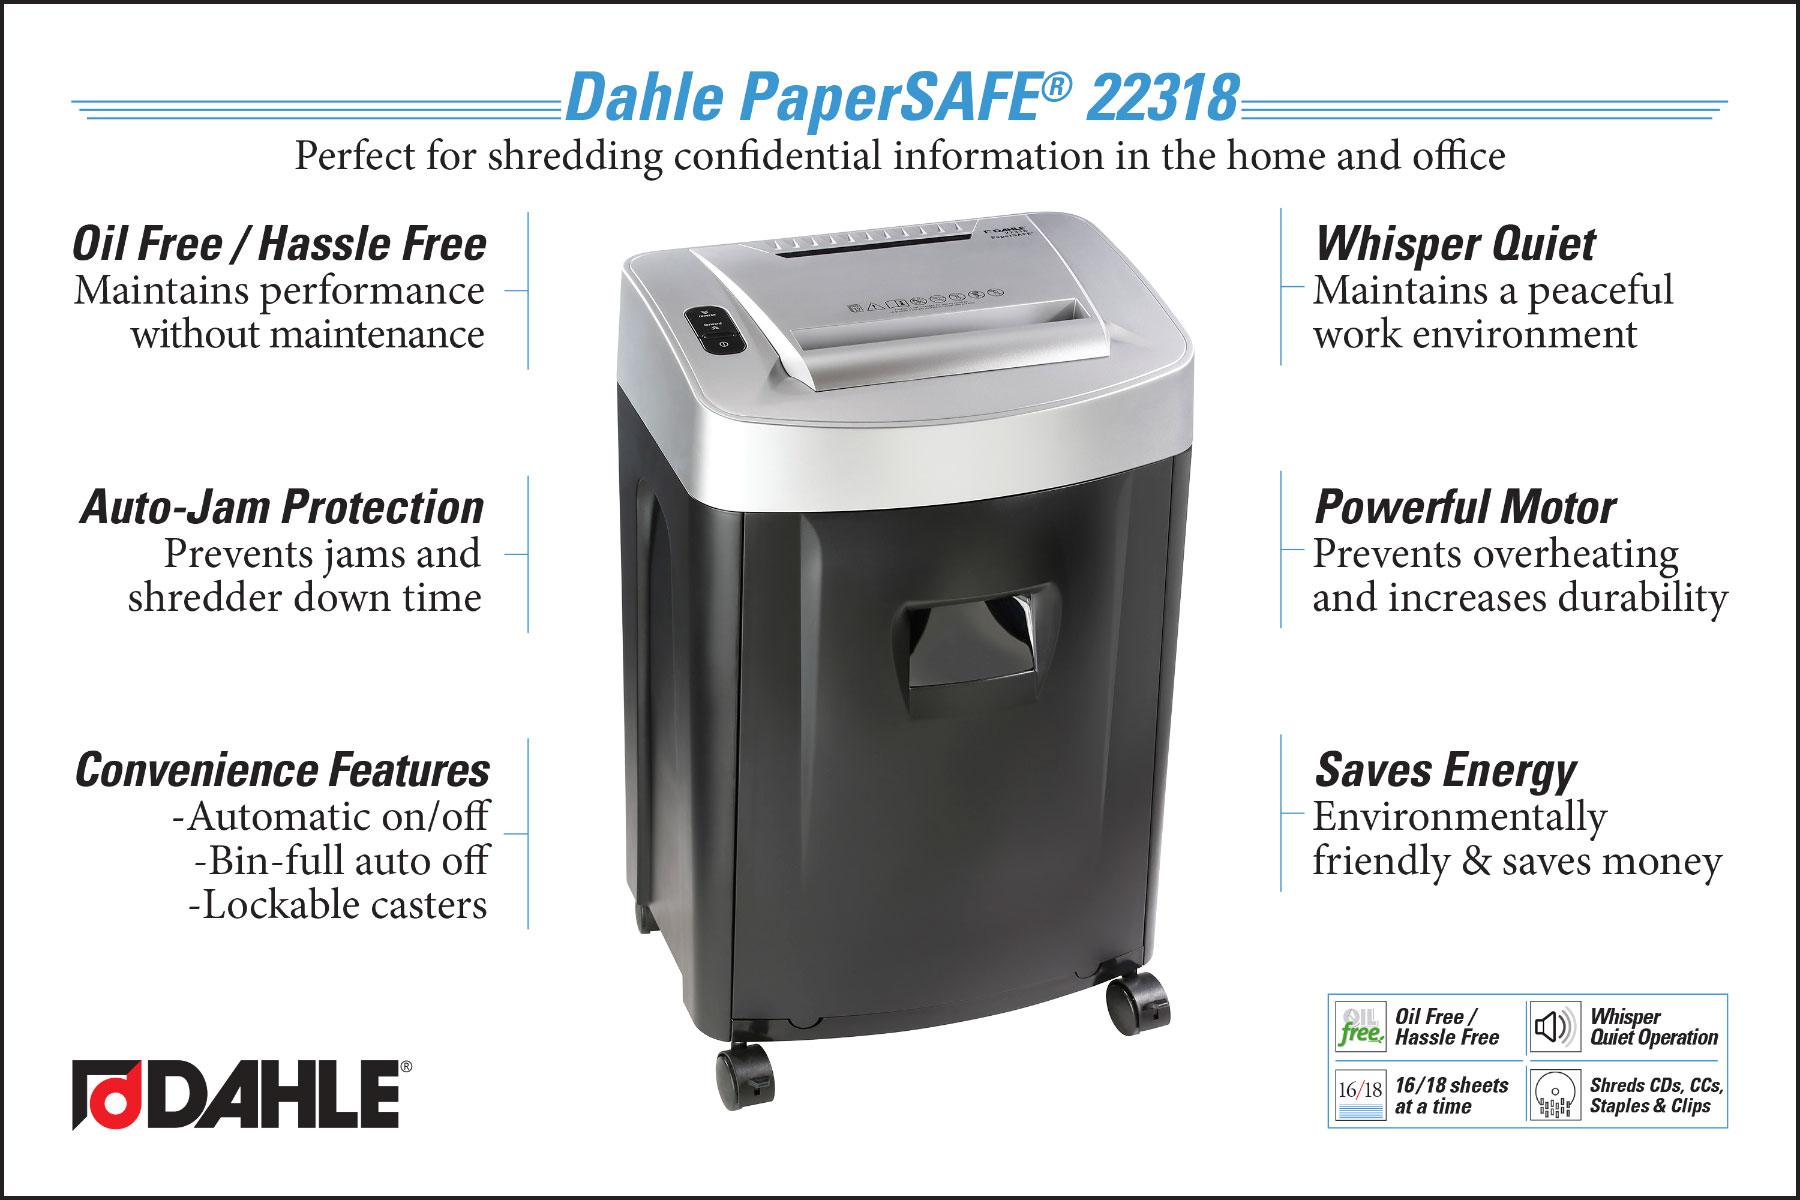 Dahle PaperSAFE® 22318
Perfect for shredding confidential information in the home and office
Oil Free / Hassle Free
Maintains performance
without maintenance
Auto-Jam Protection
Prevents jams and
shredder down time
Convenience Features
-Automatic on/off
-Bin-full auto off
-Lockable casters
DAHLE
22318
PaperSAFE®
Whisper Quiet
Maintains a peaceful
work environment
Powerful Motor
Prevents overheating
and increases durability
Saves Energy
Environmentally
friendly & saves money
DAHLE®
OIL
free
Oil Free /
Hassle Free
Whisper
Quiet Operation
16/18
16/18 sheets
at a time
Shreds CDs, CCs,
Staples & Clips